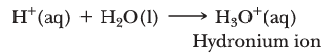 H⁺(aq) + H₂O(l) ⟶ H₃O⁺(aq)
Hydronium ion